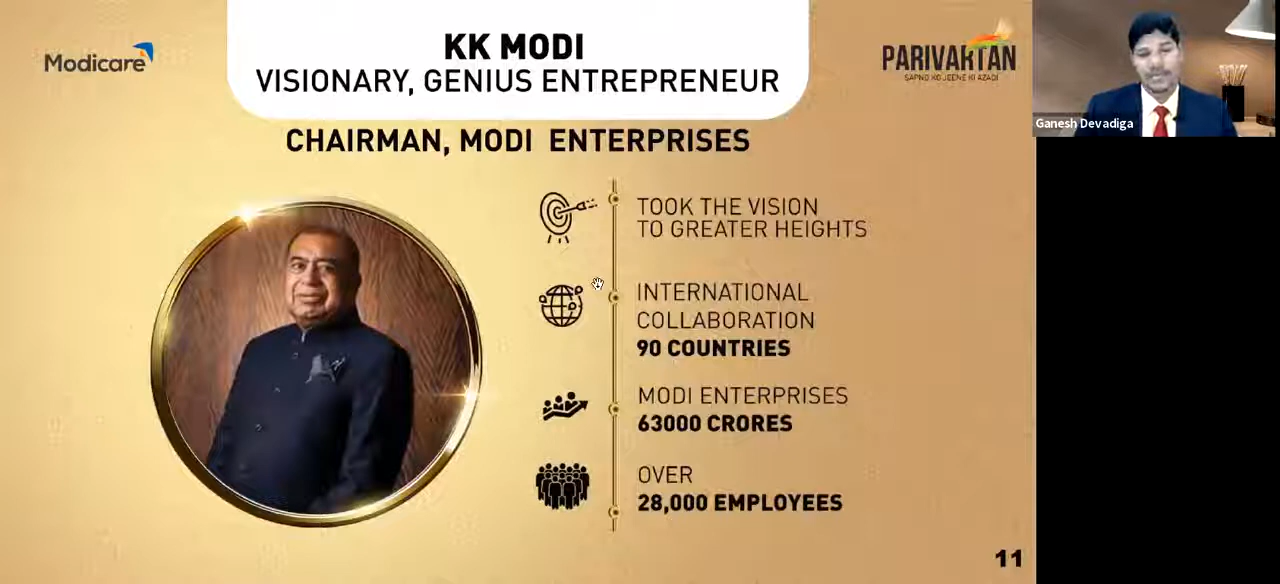 Modicare
KK MODI
VISIONARY, GENIUS ENTREPRENEUR
PARIVARTAN
SAPNO KO JEENE KI AZADI
Ganesh Devadiga
CHAIRMAN, MODI ENTERPRISES
TOOK THE VISION
TO GREATER HEIGHTS
INTERNATIONAL
COLLABORATION
90 COUNTRIES
MODI ENTERPRISES
63000 CRORES
OVER
28,000 EMPLOYEES
11